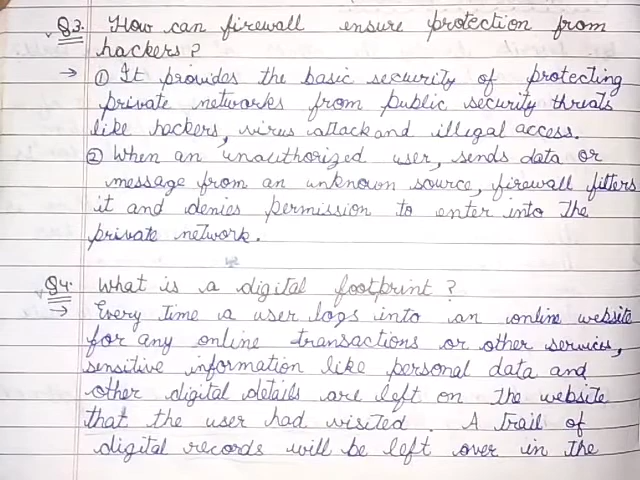 Q3. How can firewall ensure protection from
hackers?
→ ① It provides the basic security of protecting
private networks from public security threats
like hackers, virus attack and illegal access.
② When an unauthorized user, sends data or
message from an unknown source, firewall filters
it and denies permission to enter into the
private network.
Q4. What is a digital footprint?
→ Every time a user logs into an online website
for any online transactions or other services,
sensitive information like personal data and
other digital details are left on the website
that the user had visited. A trail of
digital records will be left over in the